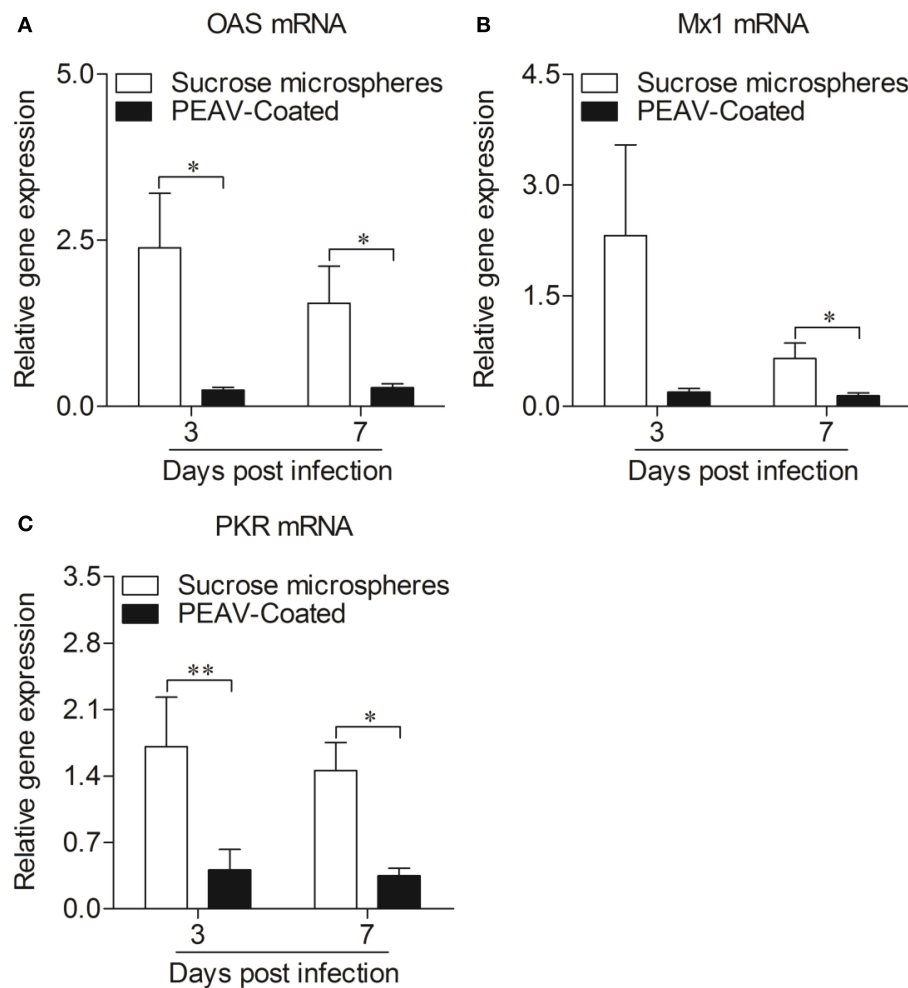 A
OAS mRNA
5.0
2.5
0.0
Relative gene expression
Sucrose microspheres
PEAV-Coated
*
*
3
7
Days post infection
B
Mx1 mRNA
4.5
3.0
1.5
0.0
Relative gene expression
Sucrose microspheres
PEAV-Coated
*
3
7
Days post infection
C
PKR mRNA
3.5
2.8
2.1
1.4
0.7
0.0
Relative gene expression
Sucrose microspheres
PEAV-Coated
**
*
3
7
Days post infection